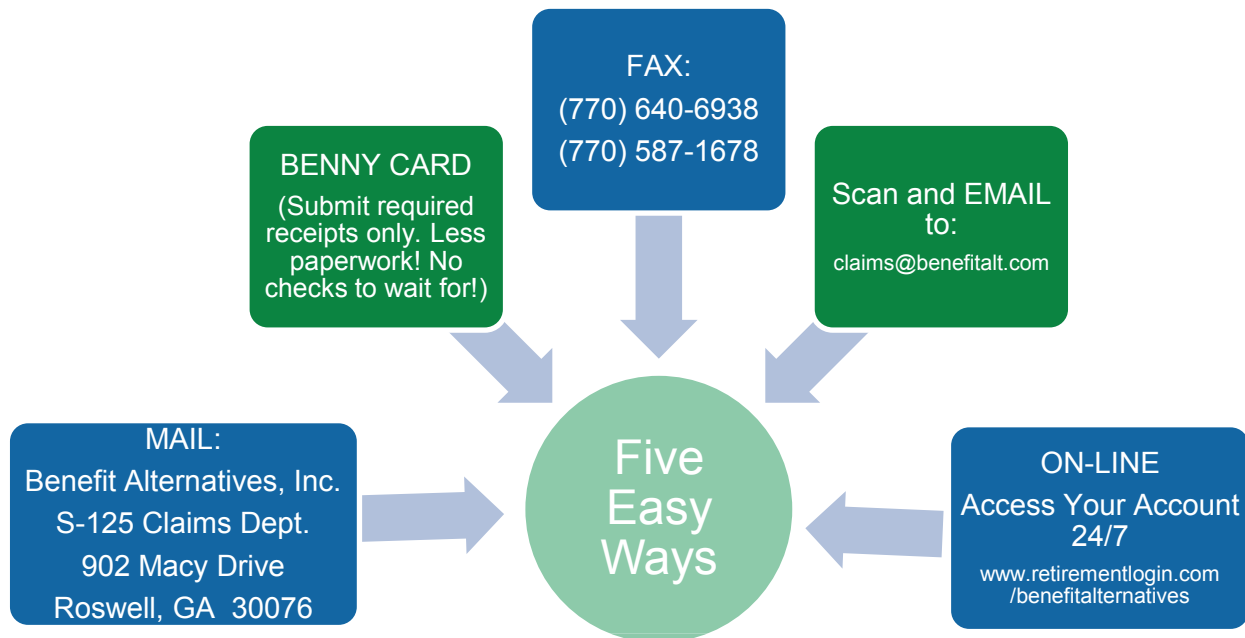 FAX:
(770) 640-6938
(770) 587-1678
BENNY CARD
(Submit required
receipts only. Less
paperwork! No
checks to wait for!)
Scan and EMAIL
to:
claims@benefitalt.com
MAIL:
Benefit Alternatives, Inc.
S-125 Claims Dept.
902 Macy Drive
Roswell, GA  30076
Five
Easy
Ways
ON-LINE
Access Your Account
24/7
www.retirementlogin.com
/benefitalternatives